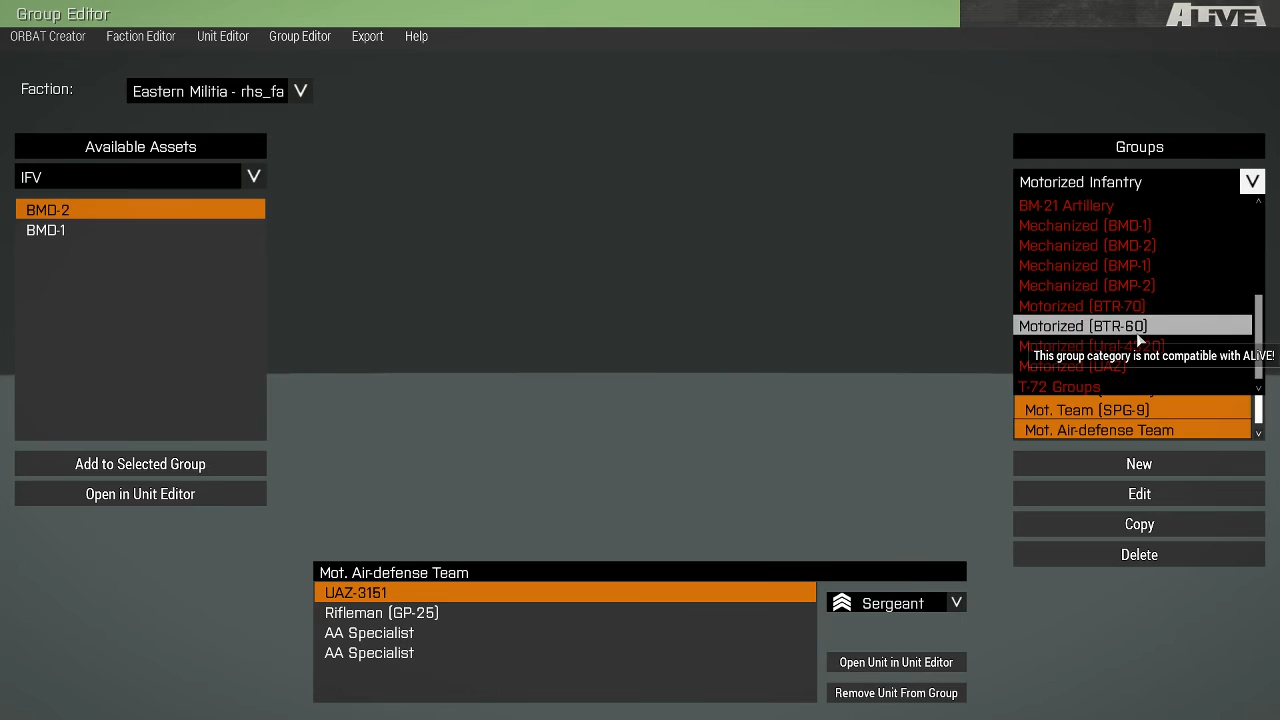 Group Editor
ALiVE
ORBAT Creator Faction Editor Unit Editor Group Editor Export Help
Faction: Eastern Militia - rhs_fa
Available Assets
IFV
BMD-2
BMD-1
Add to Selected Group
Open in Unit Editor
Groups
Motorized Infantry
BM-21 Artillery
Mechanized (BMD-1)
Mechanized (BMD-2)
Mechanized (BMP-1)
Mechanized (BMP-2)
Motorized (BTR-70)
Motorized (BTR-60)
This group category is not compatible with ALiVE!
T-72 Groups
Mot. Team (SPG-9)
Mot. Air-defense Team
New
Edit
Copy
Delete
Mot. Air-defense Team
UAZ-3151
Rifleman (GP-25)
AA Specialist
AA Specialist
Sergeant
Open Unit in Unit Editor
Remove Unit From Group